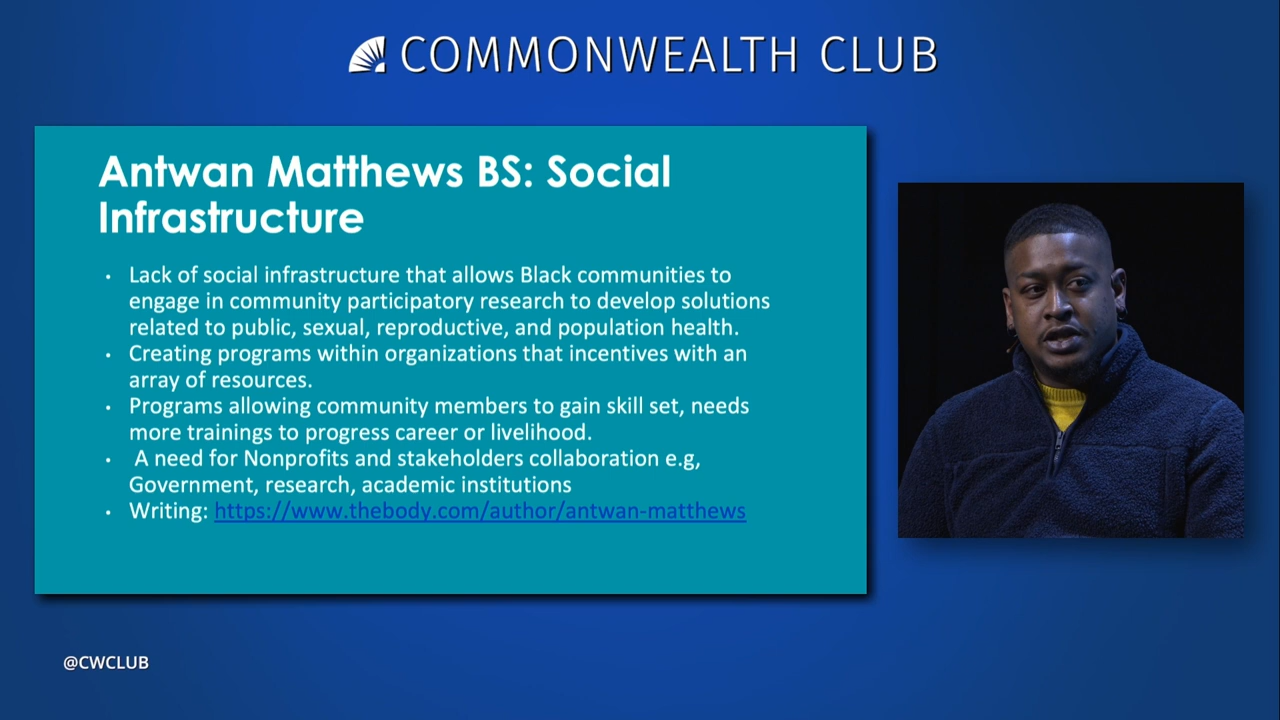 COMMONWEALTH CLUB
Antwan Matthews BS: Social
Infrastructure
• Lack of social infrastructure that allows Black communities to
engage in community participatory research to develop solutions
related to public, sexual, reproductive, and population health.
• Creating programs within organizations that incentives with an
array of resources.
• Programs allowing community members to gain skill set, needs
more trainings to progress career or livelihood.
• A need for Nonprofits and stakeholders collaboration e.g,
Government, research, academic institutions
• Writing: https://www.thebody.com/author/antwan-matthews
@CWCLUB